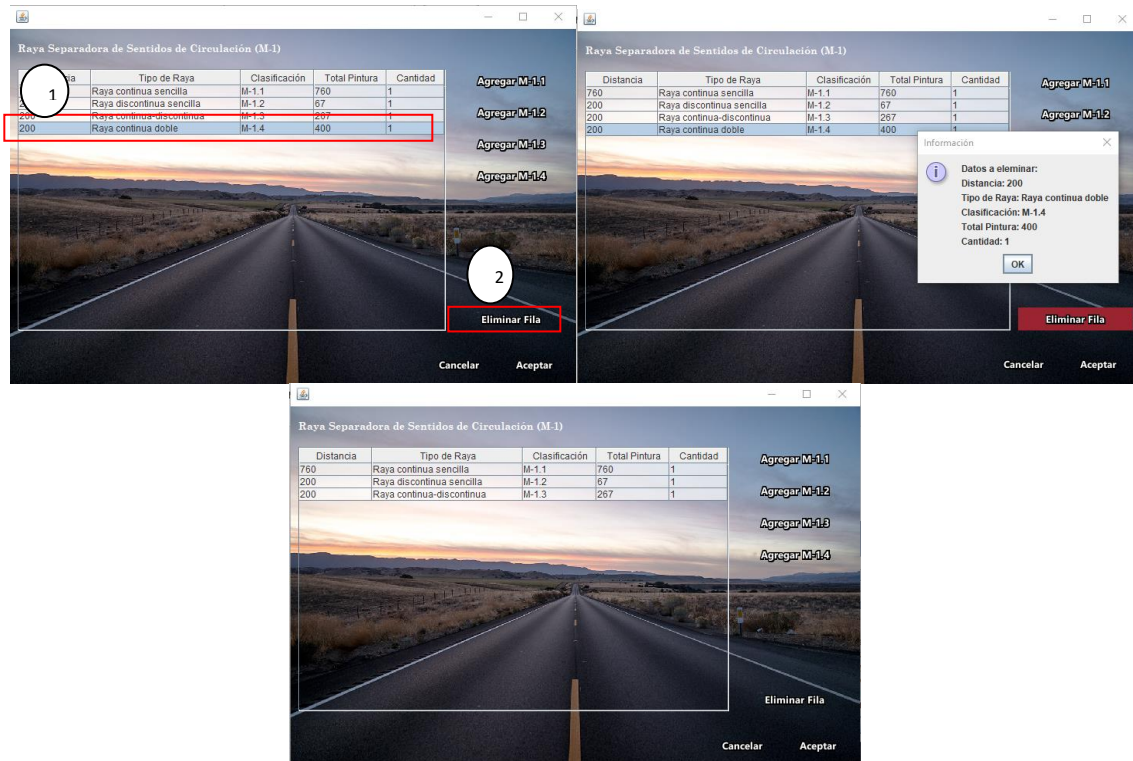 Raya Separadora de Sentidos de Circulación (M-1)
Tipo de Raya Clasificación Total Pintura Cantidad
1
Raya continua sencilla M-1.1 760 1
Raya discontinua sencilla M-1.2 67 1
200 Raya continua-discontinua M-1.3 267 1
200 Raya continua doble M-1.4 400 1
Agregar M-1.1
Agregar M-1.2
Agregar M-1.3
Agregar M-1.4
2
Eliminar Fila
Cancelar Aceptar
Raya Separadora de Sentidos de Circulación (M-1)
Distancia Tipo de Raya Clasificación Total Pintura Cantidad
760 Raya continua sencilla M-1.1 760 1
200 Raya discontinua sencilla M-1.2 67 1
200 Raya continua-discontinua M-1.3 267 1
200 Raya continua doble M-1.4 400 1
Agregar M-1.1
Agregar M-1.2
Información
i
Datos a eleminar:
Distancia: 200
Tipo de Raya: Raya continua doble
Clasificación: M-1.4
Total Pintura: 400
Cantidad: 1
OK
Eliminar Fila
Cancelar Aceptar
Raya Separadora de Sentidos de Circulación (M-1)
Distancia Tipo de Raya Clasificación Total Pintura Cantidad
760 Raya continua sencilla M-1.1 760 1
200 Raya discontinua sencilla M-1.2 67 1
200 Raya continua-discontinua M-1.3 267 1
Agregar M-1.1
Agregar M-1.2
Agregar M-1.3
Agregar M-1.4
Eliminar Fila
Cancelar Aceptar